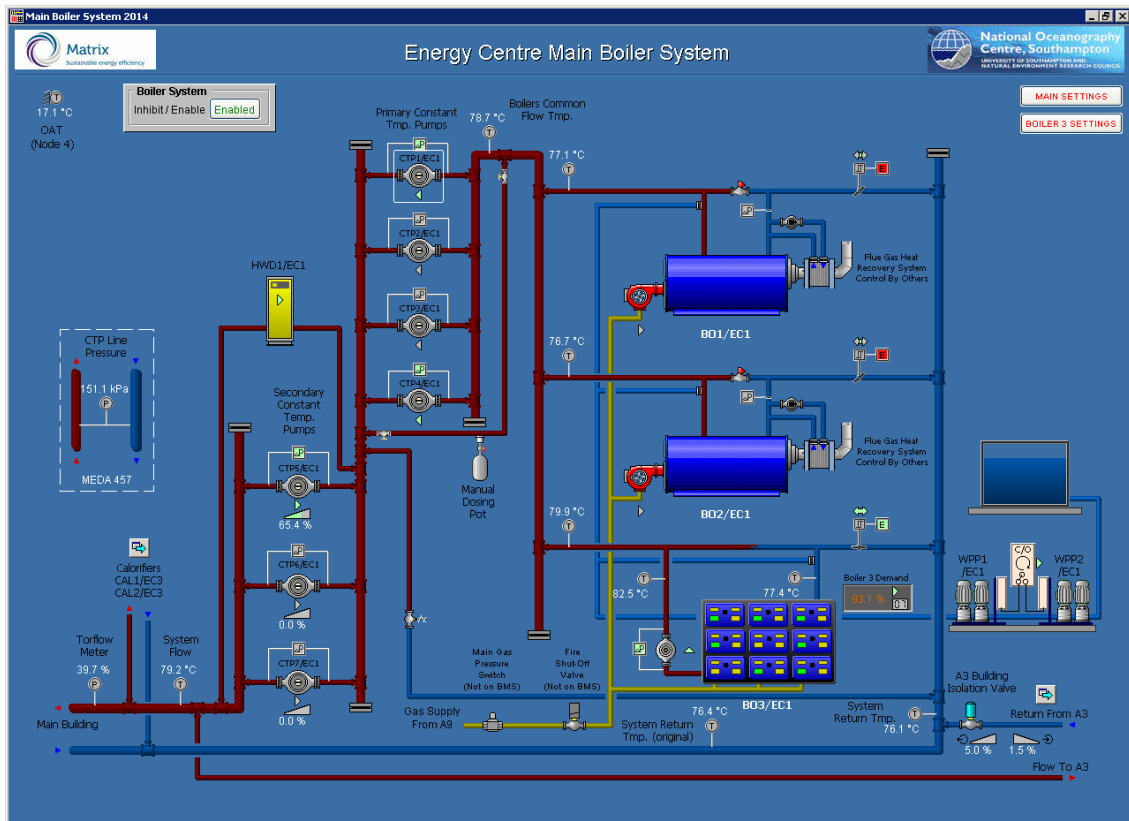 Main Boiler System 2014
Matrix
Sustainable energy efficiency
Energy Centre Main Boiler System
National Oceanography
Centre, Southampton
UNIVERSITY OF SOUTHAMPTON AND
NATURAL ENVIRONMENT RESEARCH COUNCIL
T
17.1 °C
OAT
(Node 4)
Boiler System
Inhibit / Enable Enabled
MAIN SETTINGS
BOILER 3 SETTINGS
Primary Constant
Tmp. Pumps
78.7 °C
T
Boilers Common
Flow Tmp.
CTP1/EC1
CTP2/EC1
CTP3/EC1
CTP4/EC1
77.1 °C
T
E
Flue Gas Heat
Recovery System
Control By Others
BO1/EC1
HWD1/EC1
76.7 °C
T
E
Flue Gas Heat
Recovery System
Control By Others
BO2/EC1
CTP Line
Pressure
151.1 kPa
P
MEDA 457
Secondary
Constant
Temp.
Pumps
CTP5/EC1
65.4 %
CTP6/EC1
0.0 %
CTP7/EC1
0.0 %
Manual
Dosing
Pot
79.9 °C
T
E
82.5 °C
T
77.4 °C
T
Boiler 3 Demand
93.1 %
BO3/EC1
WPP1
/EC1
C/O
WPP2
/EC1
Calorifiers
CAL1/EC3
CAL2/EC3
Torflow
Meter
39.7 %
P
System
Flow
79.2 °C
T
Main Building
Main Gas
Pressure
Switch
(Not on BMS)
Fire
Shut-Off
Valve
(Not on BMS)
Gas Supply
From A9
System Return
Tmp. (original)
76.4 °C
T
System
Return Tmp.
T
76.1 °C
A3 Building
Isolation Valve
Return From A3
5.0 %
1.5 %
Flow To A3